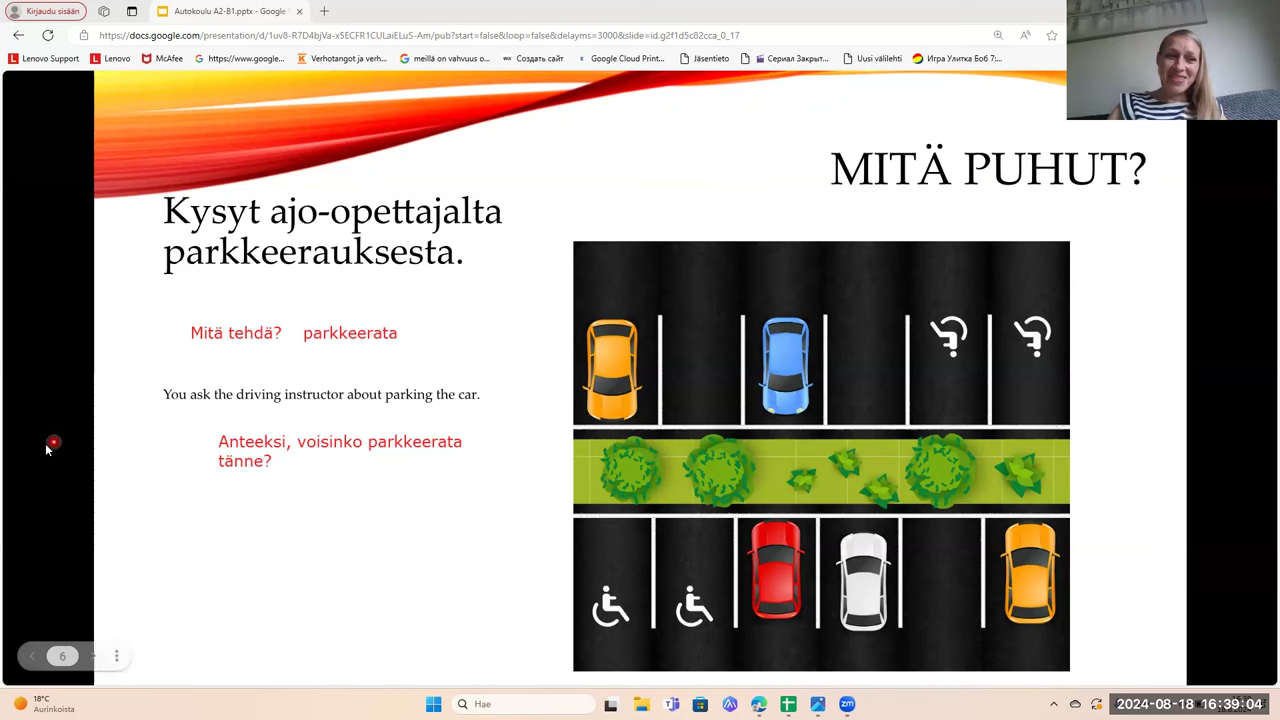 Kirjaudu sisään
Autokoulu A2-B1.pptx - Google
https://docs.google.com/presentation/d/1uv8-R7D4bjVa-x5ECFR1CULaiELuS-Am/pub?start=false&loop=false&delayms=3000&slide=id.g2f1d5c82cca_0_17
Lenovo Support Lenovo McAfee https://www.google... Verhotangot ja verh... meillä on vahvuus o... Создать сайт Google Cloud Print... Jäsentieto Сериал Закрыт... Uusi välilehti Игра Улитка Боб 7:...
MITÄ PUHUT?
Kysyt ajo-opettajalta
parkkeerauksesta.
Mitä tehdä? parkkeerata
You ask the driving instructor about parking the car.
Anteeksi, voisinko parkkeerata
tänne?
6
18°C
Aurinkoista
Hae
2024-08-18 16:39:04